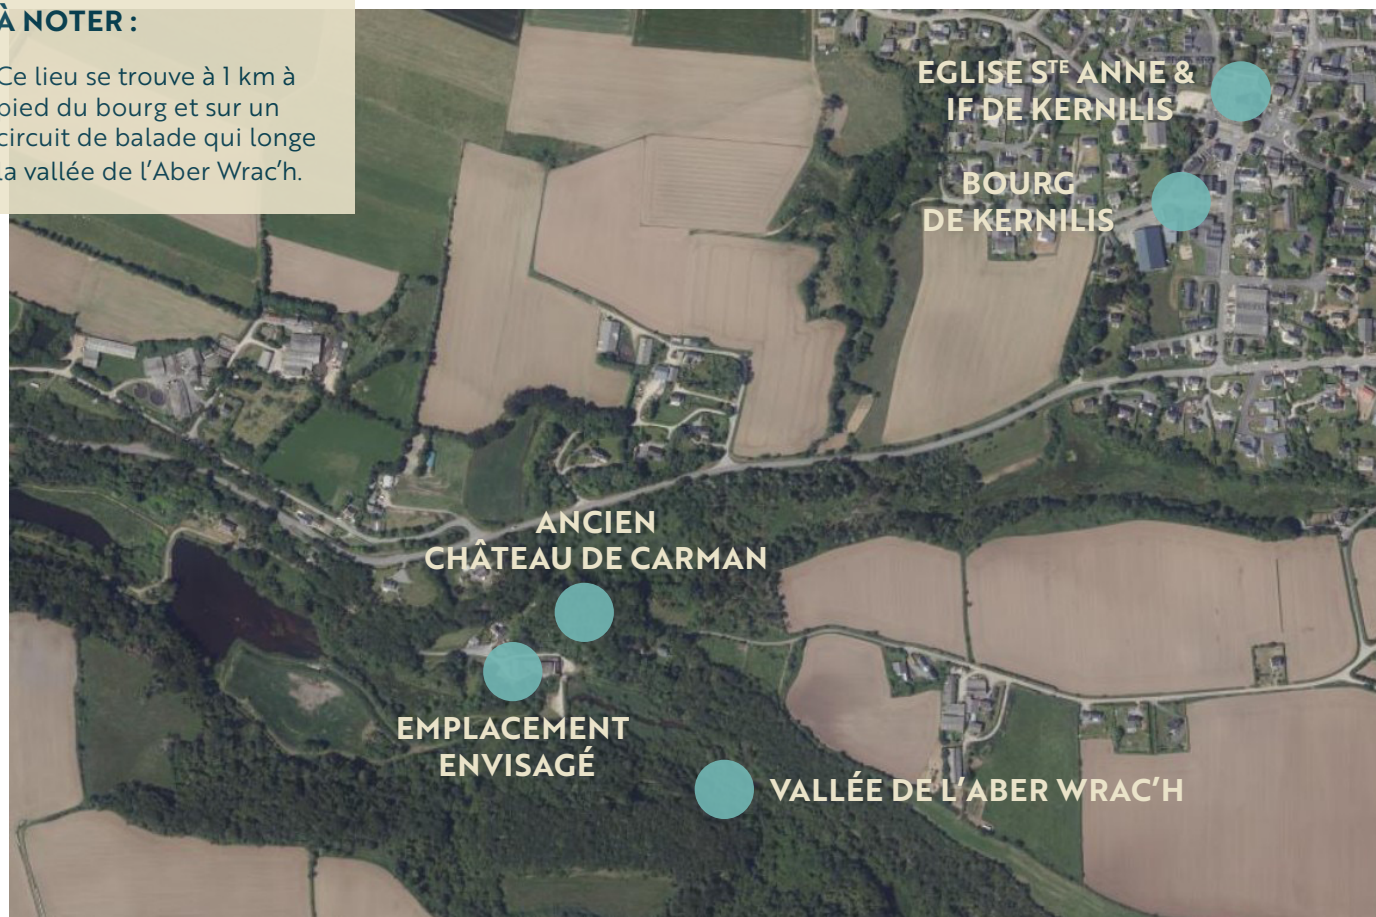 À NOTER :
Ce lieu se trouve à 1 km à
pied du bourg et sur un
circuit de balade qui longe
la vallée de l'Aber Wrac'h.
EGLISE STE ANNE &
IF DE KERNILIS
BOURG
DE KERNILIS
ANCIEN
CHÂTEAU DE CARMAN
EMPLACEMENT
ENVISAGÉ
VALLÉE DE L'ABER WRAC'H